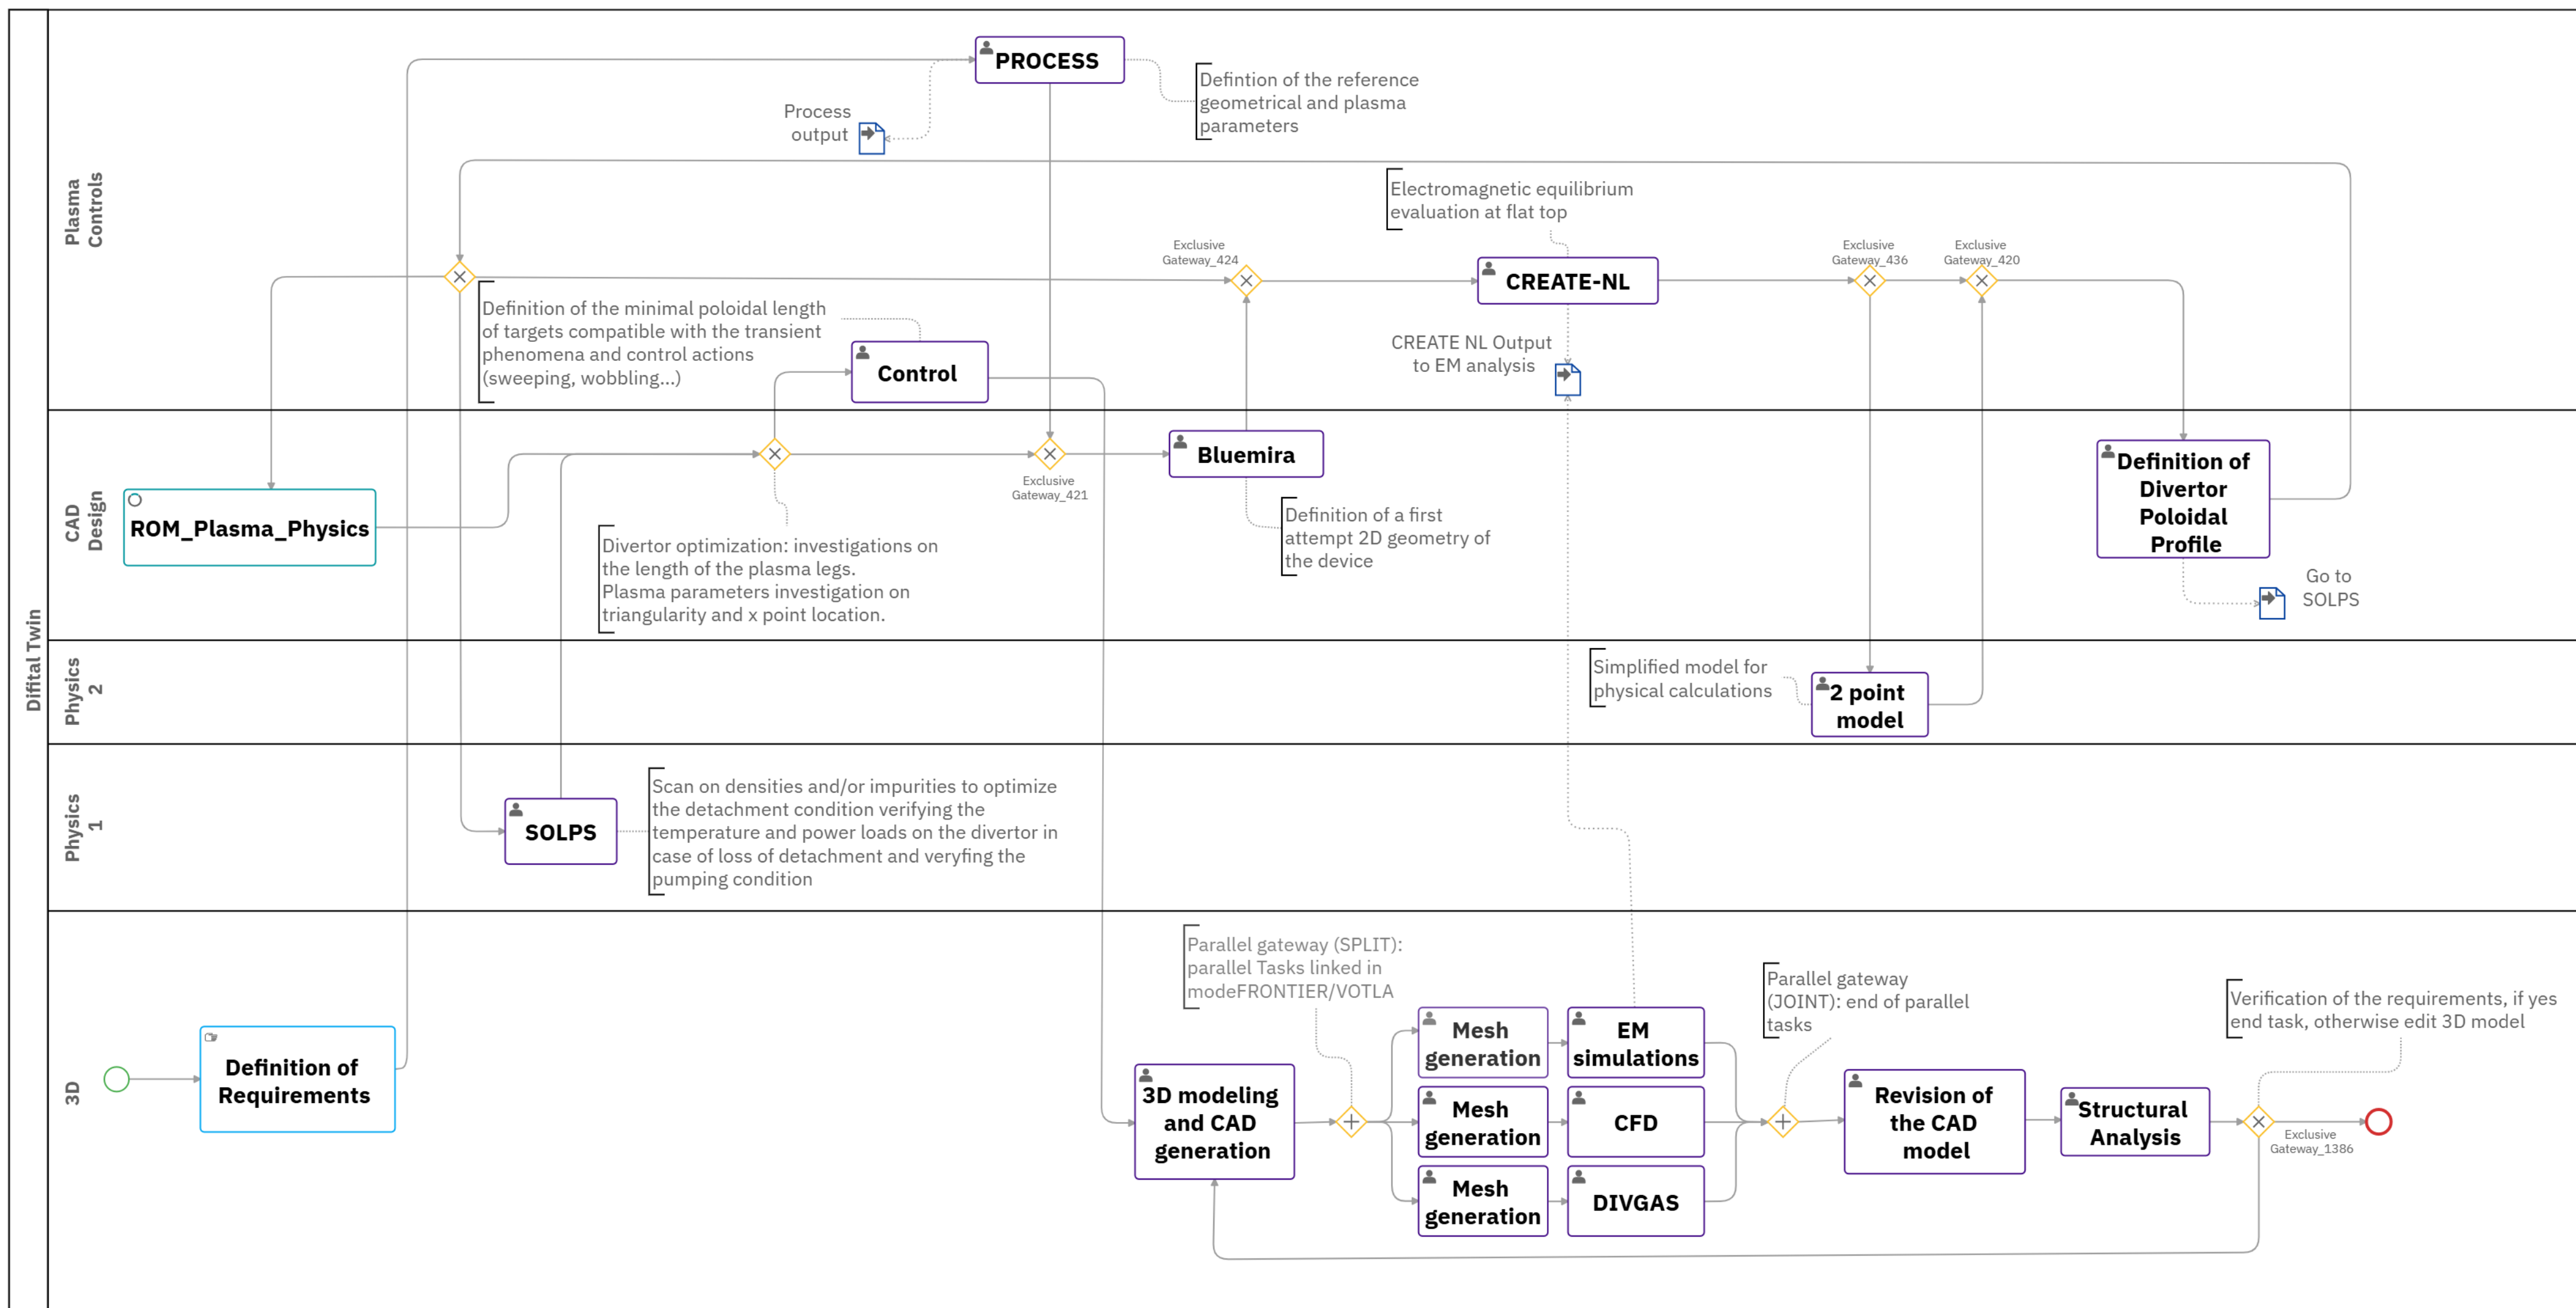 Difital Twin
Plasma
Controls
PROCESS
Defintion of the reference
geometrical and plasma
parameters
Process
output
Electromagnetic equilibrium
evaluation at flat top
Exclusive
Gateway_424
CREATE-NL
Exclusive
Gateway_436
Exclusive
Gateway_420
Definition of the minimal poloidal length
of targets compatible with the transient
phenomena and control actions
(sweeping, wobbling...)
Control
CREATE NL Output
to EM analysis
CAD
Design
ROM_Plasma_Physics
Exclusive
Gateway_421
Bluemira
Definition of a first
attempt 2D geometry of
the device
Divertor optimization: investigations on
the length of the plasma legs.
Plasma parameters investigation on
triangularity and x point location.
Definition of
Divertor
Poloidal
Profile
Go to
SOLPS
Physics
2
Simplified model for
physical calculations
2 point
model
Physics
1
SOLPS
Scan on densities and/or impurities to optimize
the detachment condition verifying the
temperature and power loads on the divertor in
case of loss of detachment and veryfing the
pumping condition
3D
Definition of
Requirements
Parallel gateway (SPLIT):
parallel Tasks linked in
modeFRONTIER/VOTLA
3D modeling
and CAD
generation
Mesh
generation
EM
simulations
Mesh
generation
CFD
Mesh
generation
DIVGAS
Parallel gateway
(JOINT): end of parallel
tasks
Revision of
the CAD
model
Structural
Analysis
Verification of the requirements, if yes
end task, otherwise edit 3D model
Exclusive
Gateway_1386